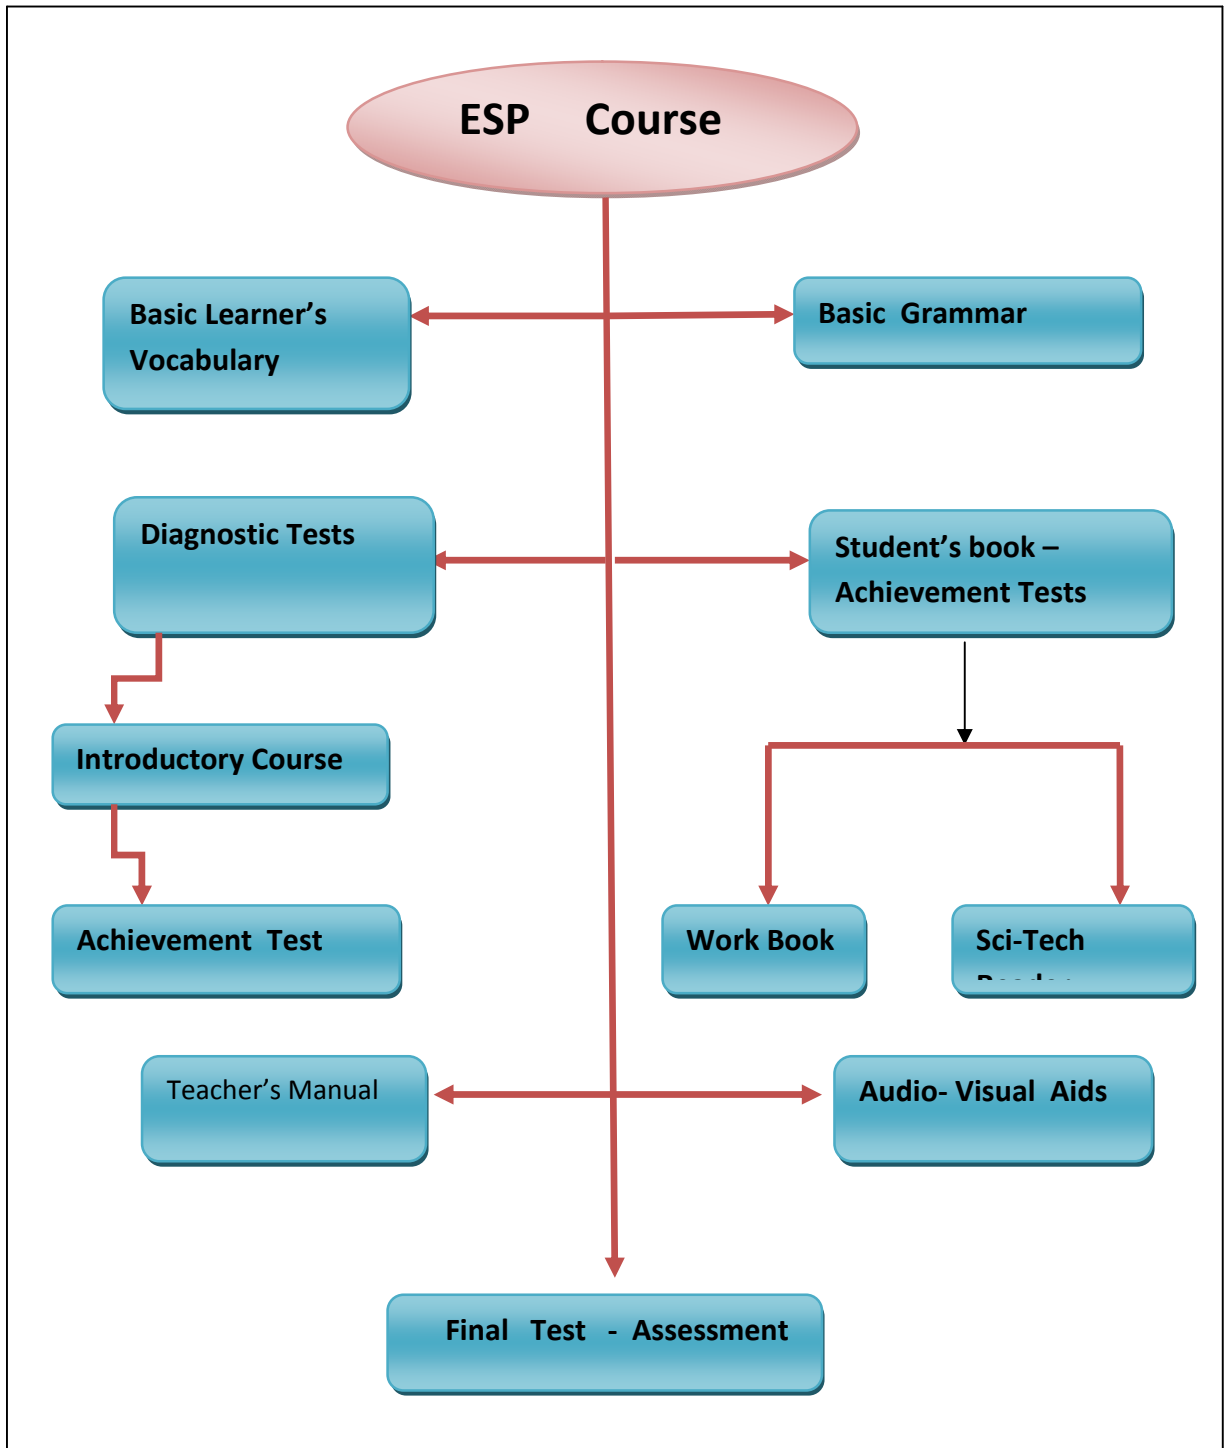 ESP Course
Basic Learner’s
Vocabulary
Basic Grammar
Diagnostic Tests
Student’s book –
Achievement Tests
Introductory Course
Achievement Test
Work Book
Sci-Tech
Teacher’s Manual
Audio- Visual Aids
Final Test - Assessment